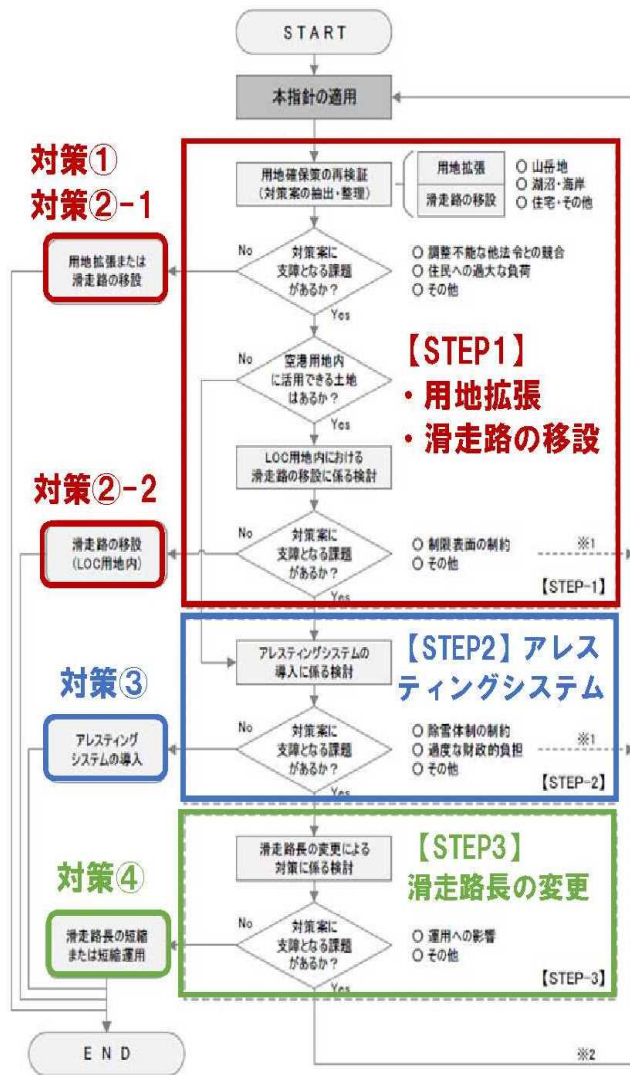 START
本指針の適用
対策①
対策②-1
用地確保策の再検証
(対策案の抽出・整理)
用地拡張
滑走路の移設
○ 山岳地
○ 湖沼・海岸
○ 住宅・その他
用地拡張または
滑走路の移設
No
対策案に
支障となる課題
があるか?
○ 調整不能な他法令との競合
○ 住民への過大な負荷
○ その他
Yes
No
空港用地内
に活用できる土地
はあるか?
【STEP1】
・用地拡張
・滑走路の移設
Yes
LOC用地内における
滑走路の移設に係る検討
対策②-2
滑走路の移設
(LOC用地内)
No
対策案に
支障となる課題
があるか?
○ 制限表面の制約
○ その他
※1
【STEP-1】
Yes
アレスティングシステムの
導入に係る検討
【STEP2】アレス
ティングシステム
対策③
アレスティング
システムの導入
No
対策案に
支障となる課題
があるか?
○ 除雪体制の制約
○ 過度な財政的負担
○ その他
※1
【STEP-2】
Yes
滑走路長の変更による
対策に係る検討
【STEP3】
滑走路長の変更
対策④
滑走路長の短縮
または短縮運用
No
対策案に
支障となる課題
があるか?
○ 運用への影響
○ その他
【STEP-3】
Yes
END
※2